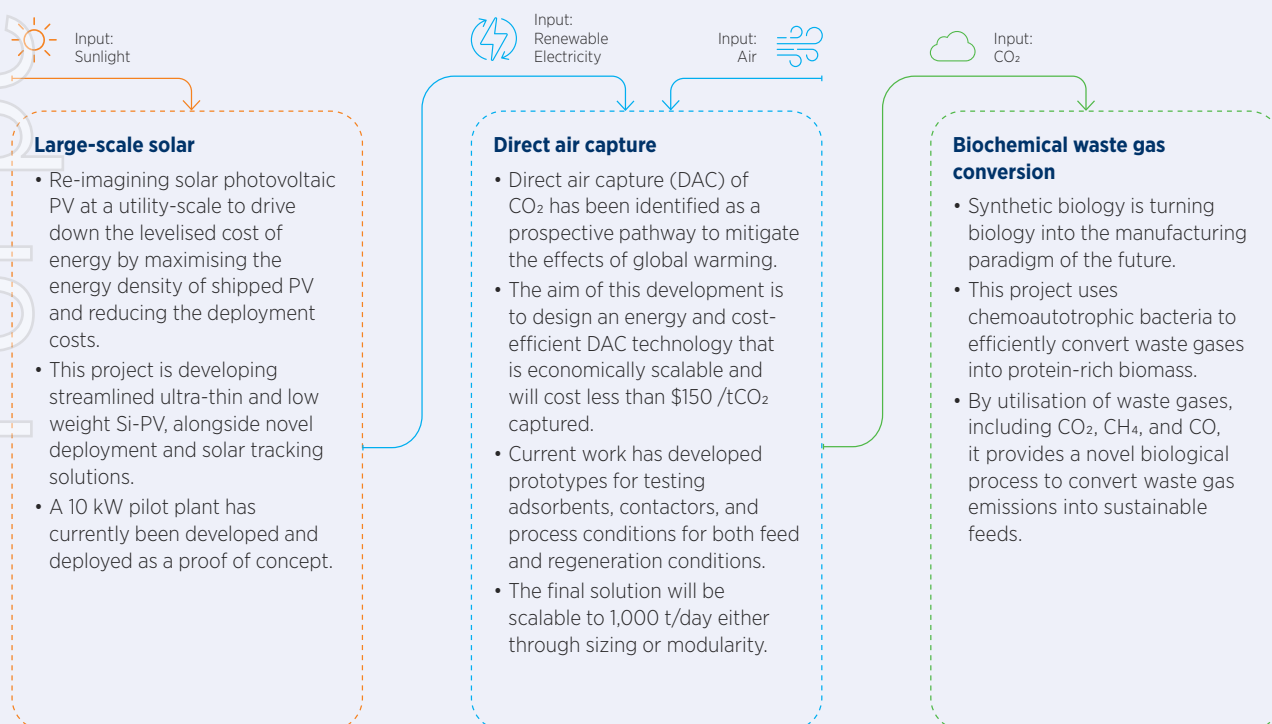 Input:
Sunlight
Input:
Renewable
Electricity
Input:
Air
Input:
CO₂
Large-scale solar
• Re-imagining solar photovoltaic
PV at a utility-scale to drive
down the levelised cost of
energy by maximising the
energy density of shipped PV
and reducing the deployment
costs.
• This project is developing
streamlined ultra-thin and low
weight Si-PV, alongside novel
deployment and solar tracking
solutions.
• A 10 kW pilot plant has
currently been developed and
deployed as a proof of concept.
Direct air capture
• Direct air capture (DAC) of
CO₂ has been identified as a
prospective pathway to mitigate
the effects of global warming.
• The aim of this development is
to design an energy and cost-
efficient DAC technology that
is economically scalable and
will cost less than $150 /tCO₂
captured.
• Current work has developed
prototypes for testing
adsorbents, contactors, and
process conditions for both feed
and regeneration conditions.
• The final solution will be
scalable to 1,000 t/day either
through sizing or modularity.
Biochemical waste gas
conversion
• Synthetic biology is turning
biology into the manufacturing
paradigm of the future.
• This project uses
chemoautotrophic bacteria to
efficiently convert waste gases
into protein-rich biomass.
• By utilisation of waste gases,
including CO₂, CH₄, and CO,
it provides a novel biological
process to convert waste gas
emissions into sustainable
feeds.